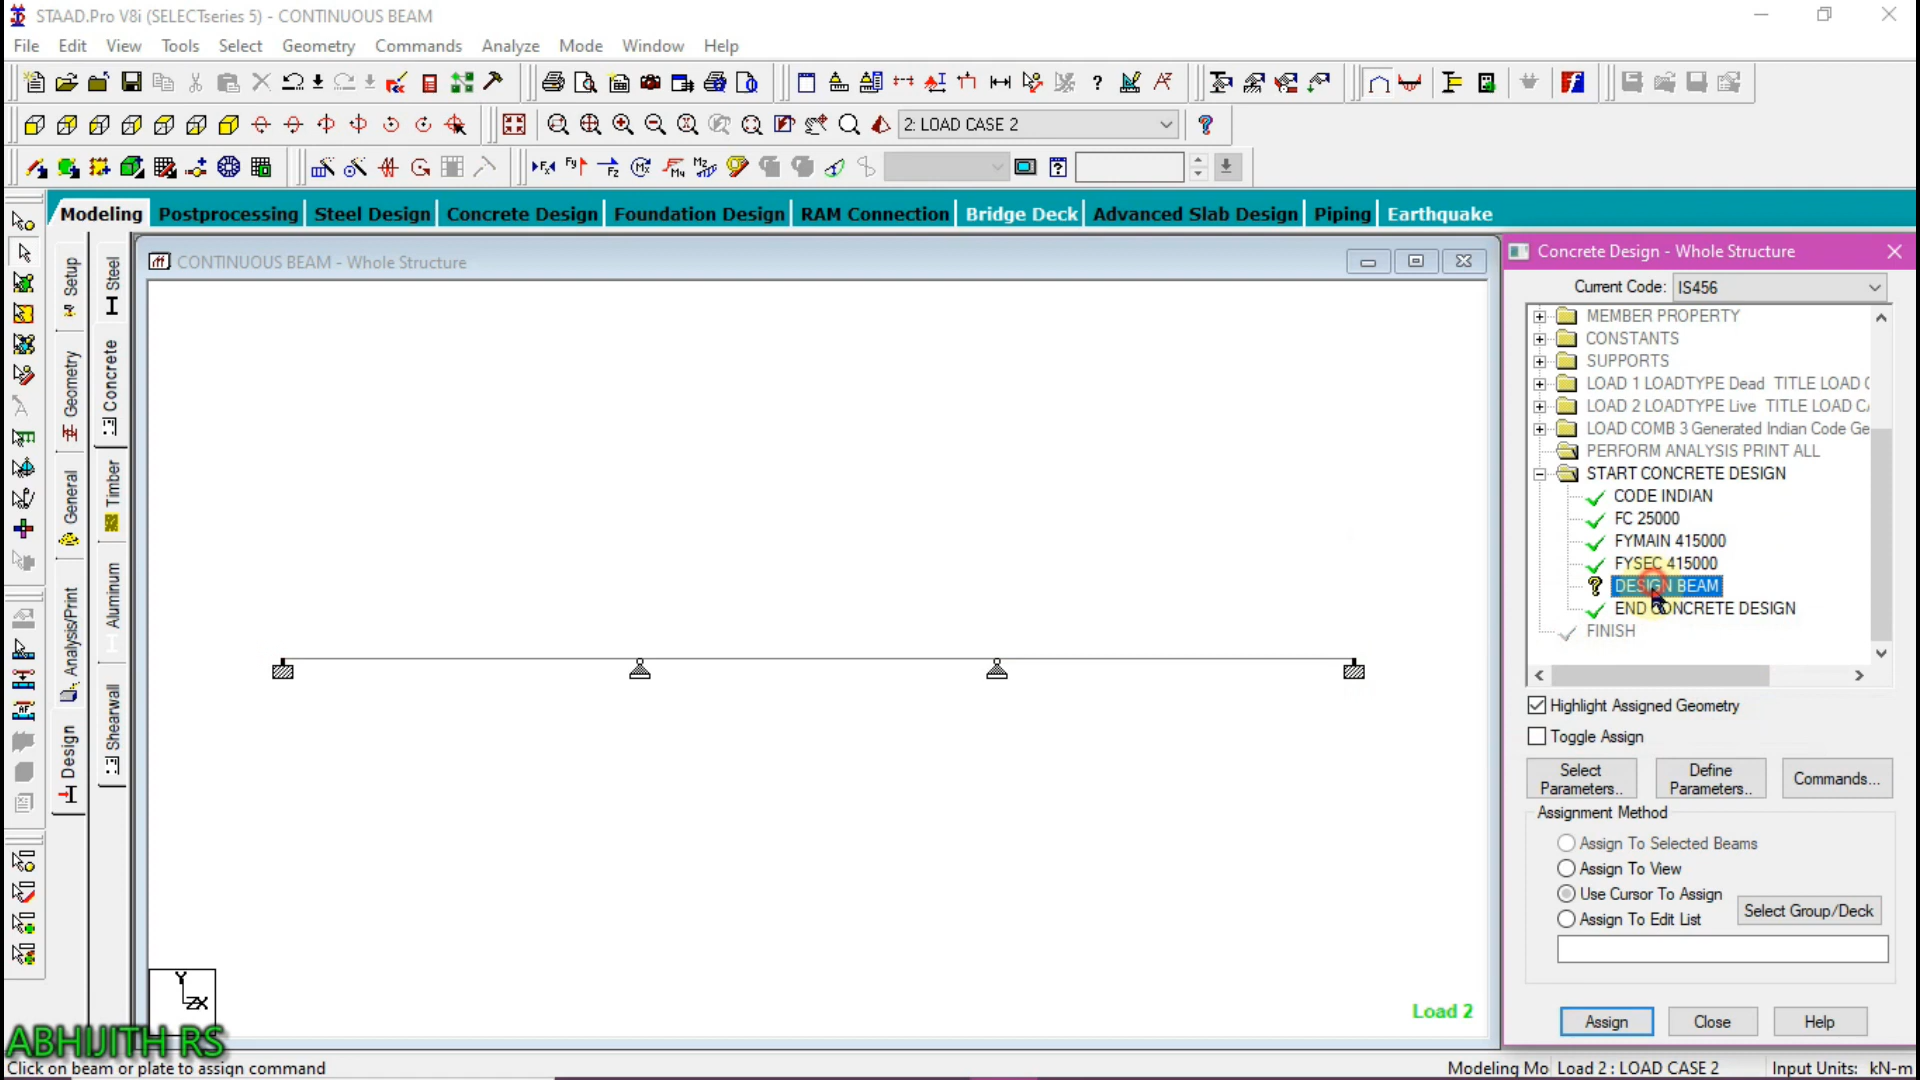 STAAD.Pro V8i (SELECTseries 5) - CONTINUOUS BEAM
File Edit View Tools Select Geometry Commands Analyze Mode Window Help
2: LOAD CASE 2
Modeling Postprocessing Steel Design Concrete Design Foundation Design RAM Connection Bridge Deck Advanced Slab Design Piping Earthquake
Setup
Geometry
General
Analysis/Print
Design
Steel
Concrete
Timber
Aluminum
Shearwall
CONTINUOUS BEAM - Whole Structure
Load 2
Concrete Design - Whole Structure
Current Code: IS456
MEMBER PROPERTY
CONSTANTS
SUPPORTS
LOAD 1 LOADTYPE Dead TITLE LOAD C
LOAD 2 LOADTYPE Live TITLE LOAD CA
LOAD COMB 3 Generated Indian Code Ge
PERFORM ANALYSIS PRINT ALL
START CONCRETE DESIGN
CODE INDIAN
FC 25000
FYMAIN 415000
FYSEC 415000
DESIGN BEAM
END CONCRETE DESIGN
FINISH
Highlight Assigned Geometry
Toggle Assign
Select Parameters..
Define Parameters..
Commands...
Assignment Method
Assign To Selected Beams
Assign To View
Use Cursor To Assign
Select Group/Deck
Assign To Edit List
Assign Close Help
ABHIJITH RS
Click on beam or plate to assign command
Modeling Mo Load 2 : LOAD CASE 2 Input Units: kN-m